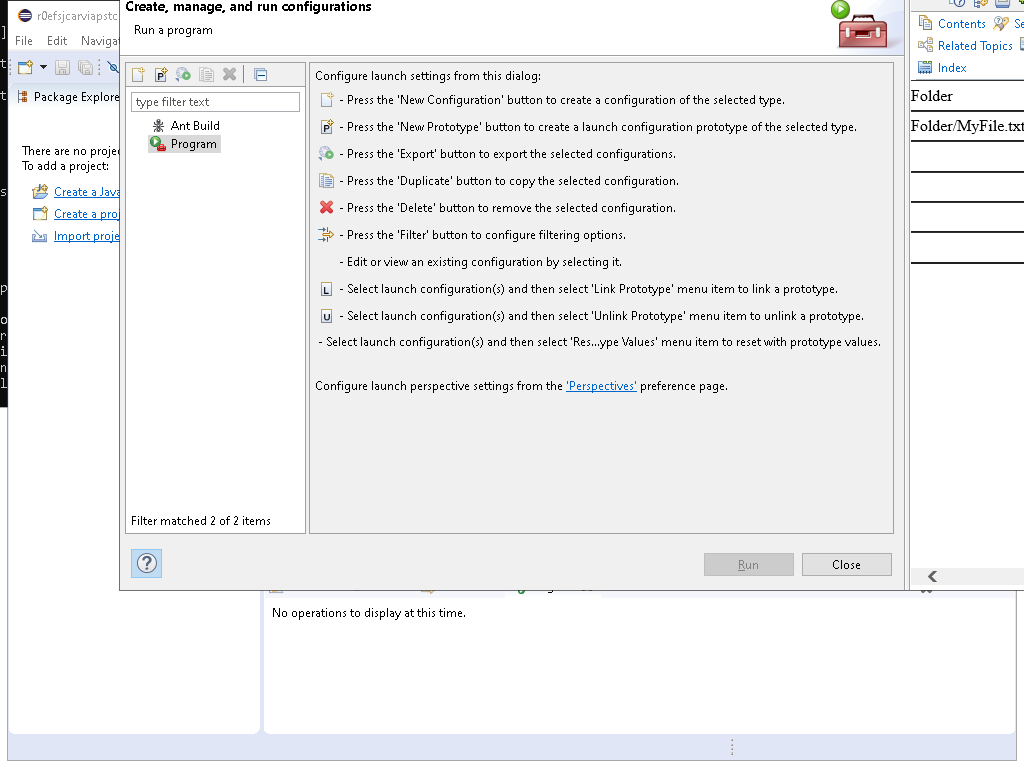 Create, manage, and run configurations
Run a program
r0efsjcarviapstc
File Edit Naviga
Package Explore
There are no projec
To add a project:
Create a Java
Create a proj
Import proje
type filter text
Ant Build
Program
Filter matched 2 of 2 items
Configure launch settings from this dialog:
- Press the 'New Configuration' button to create a configuration of the selected type.
P - Press the 'New Prototype' button to create a launch configuration prototype of the selected type.
- Press the 'Export' button to export the selected configurations.
- Press the 'Duplicate' button to copy the selected configuration.
- Press the 'Delete' button to remove the selected configuration.
- Press the 'Filter' button to configure filtering options.
- Edit or view an existing configuration by selecting it.
L - Select launch configuration(s) and then select 'Link Prototype' menu item to link a prototype.
U - Select launch configuration(s) and then select 'Unlink Prototype' menu item to unlink a prototype.
- Select launch configuration(s) and then select 'Res...ype Values' menu item to reset with prototype values.
Configure launch perspective settings from the 'Perspectives' preference page.
Run
Close
Contents Se
Related Topics
Index
Folder
Folder/MyFile.txt
No operations to display at this time.